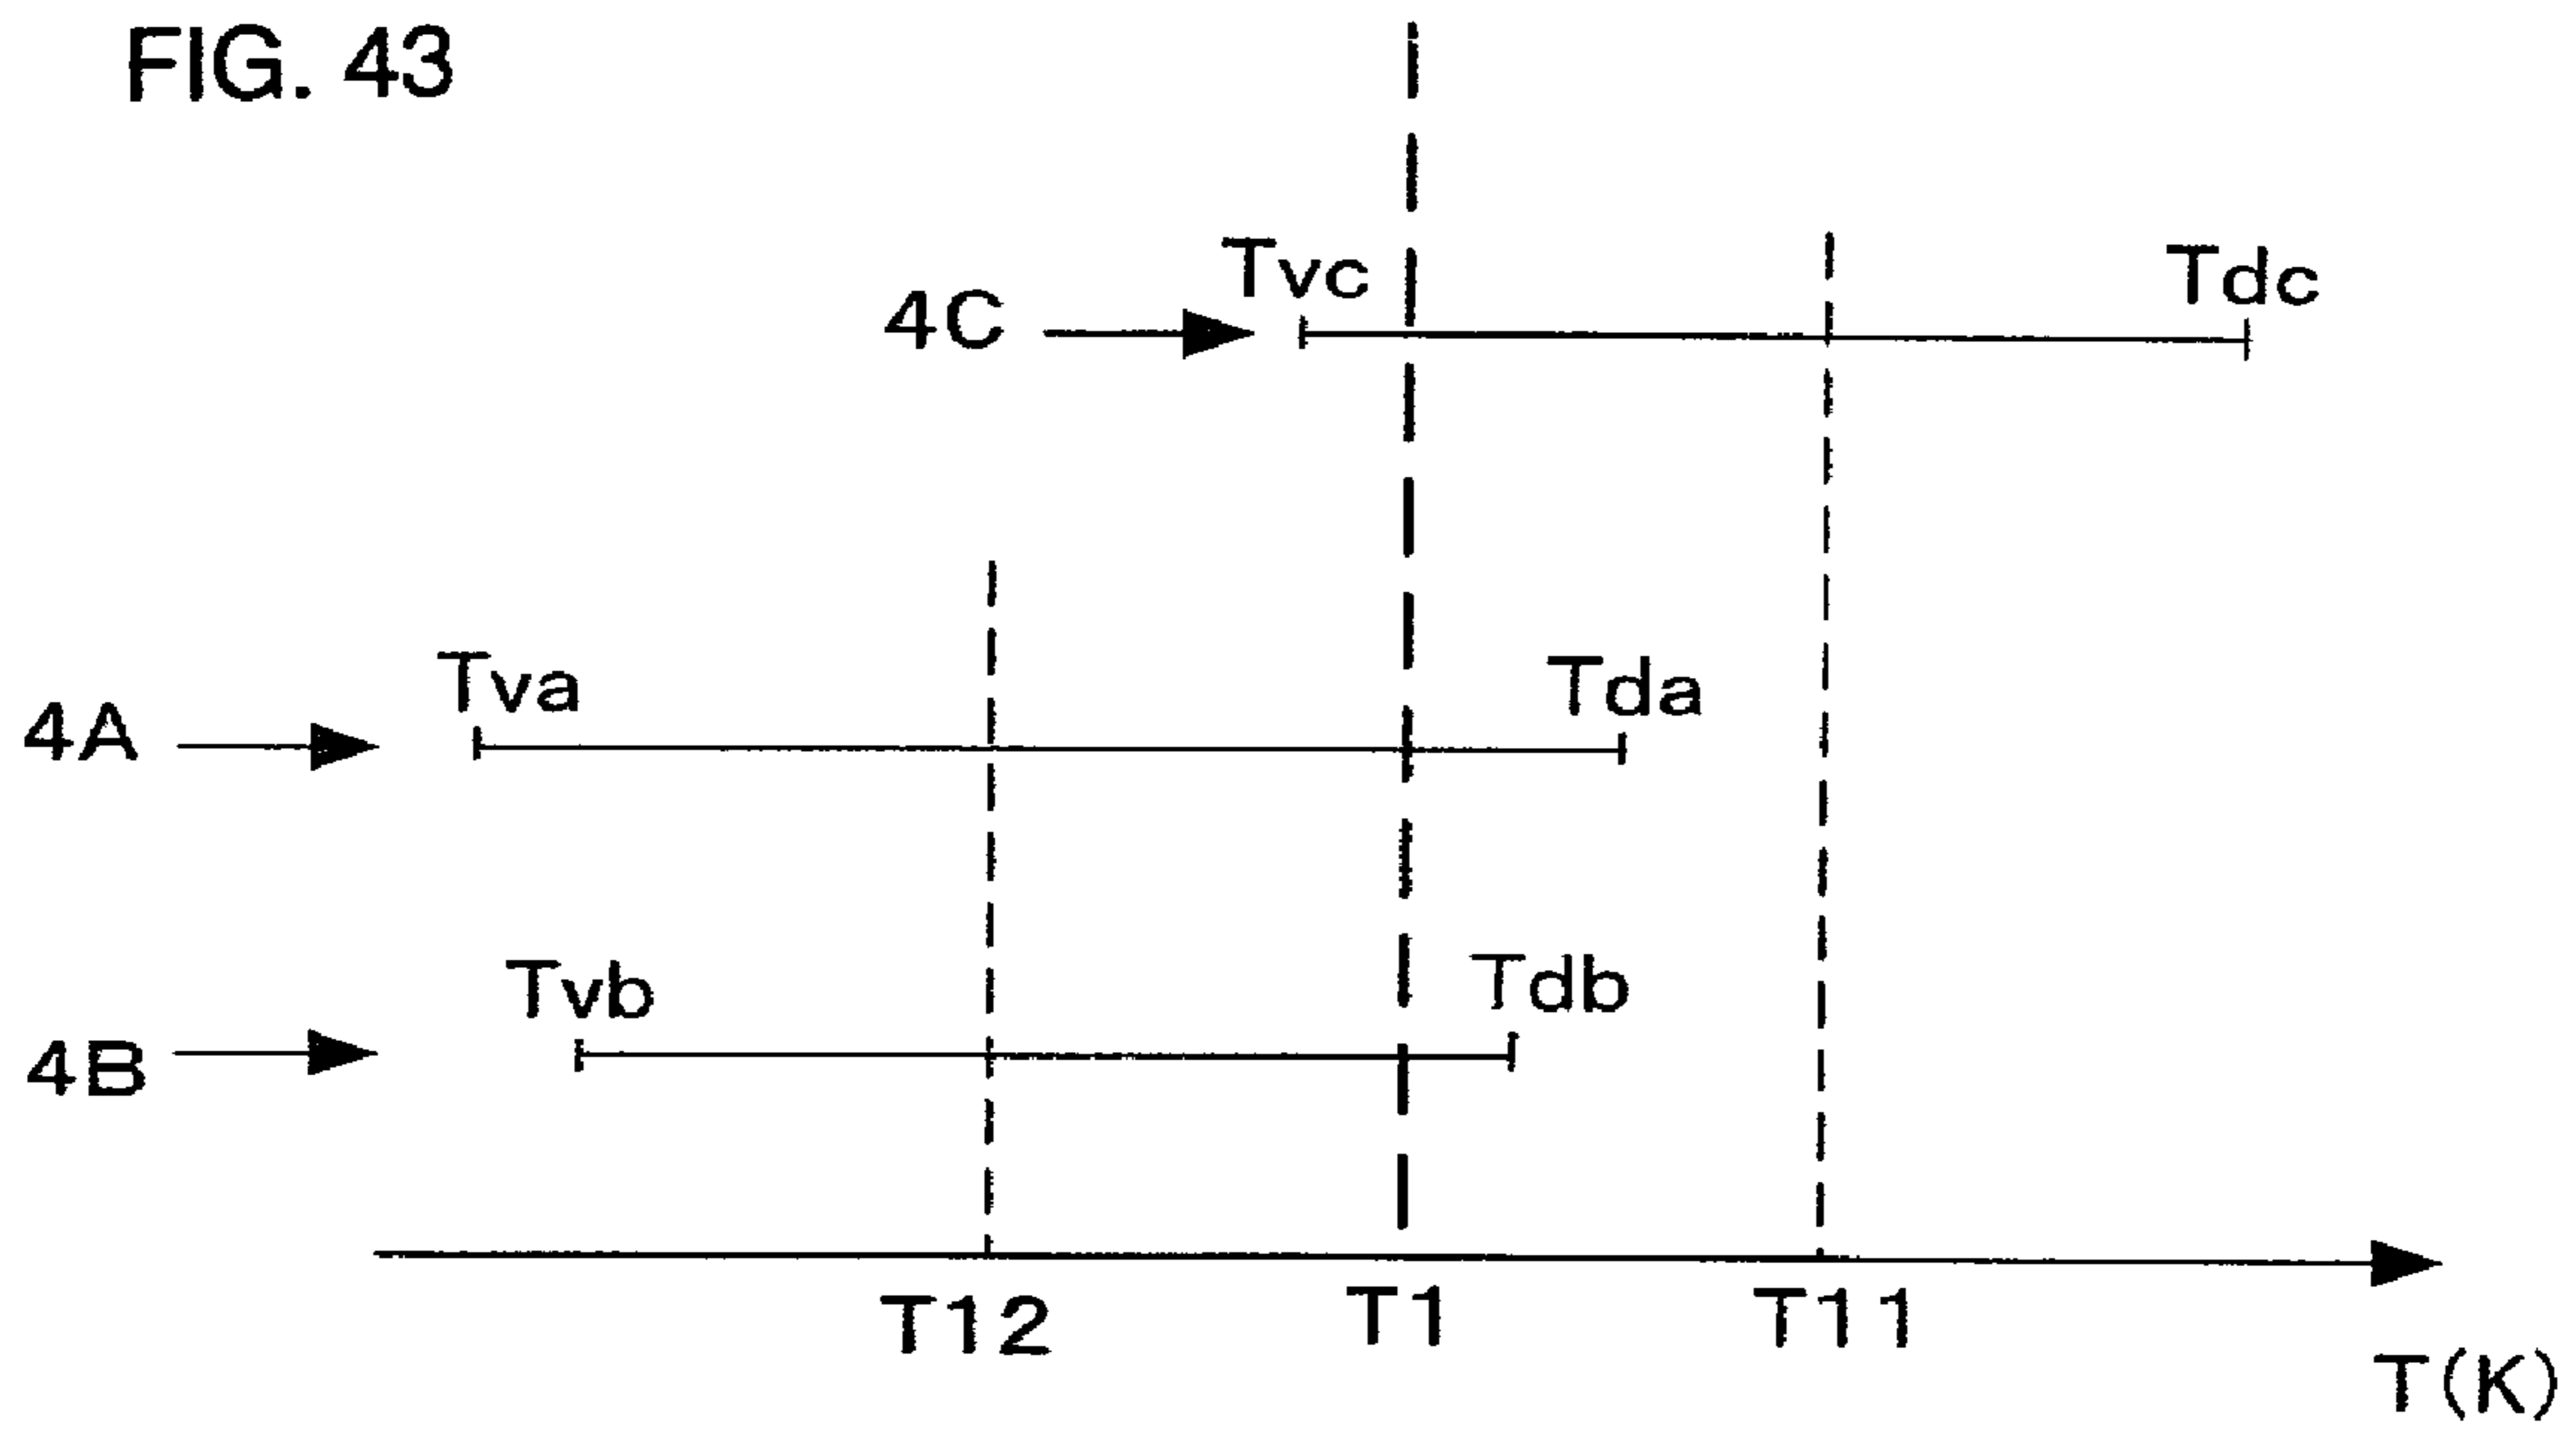 FIG. 43
4C
Tvc
Tdc
4A
Tva
Tda
4B
Tvb
Tdb
T12
T1
T11
T(K)